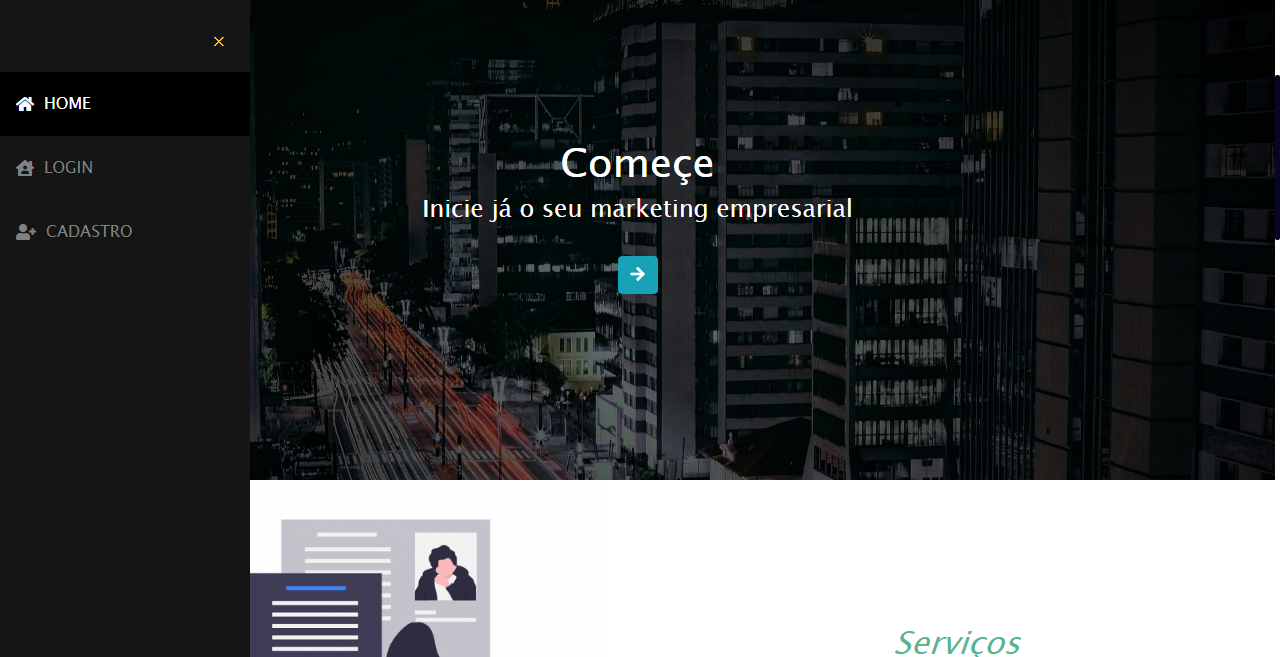 HOME
LOGIN
CADASTRO
Começe
Inicie já o seu marketing empresarial
Serviços